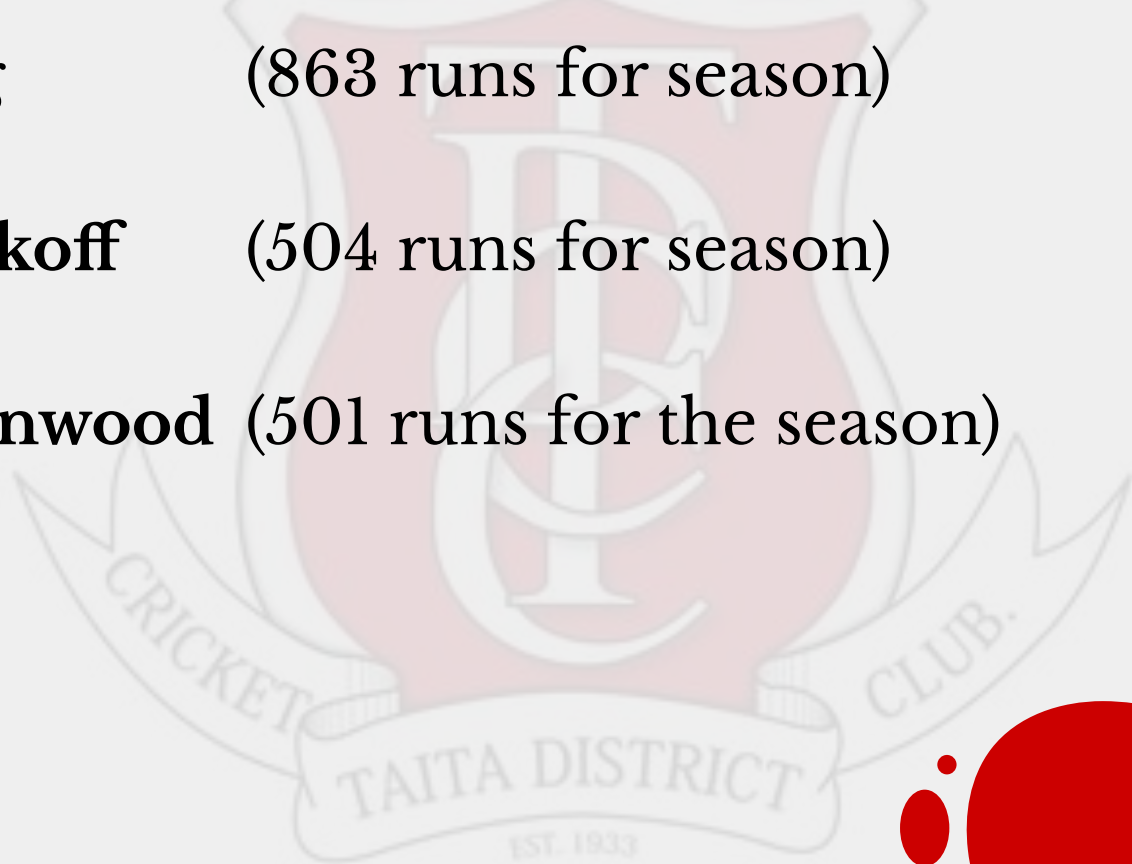 g (863 runs for season)
koff (504 runs for season)
nwood (501 runs for the season)
CRICKET
CLUB.
TAITA DISTRICT
EST. 1933